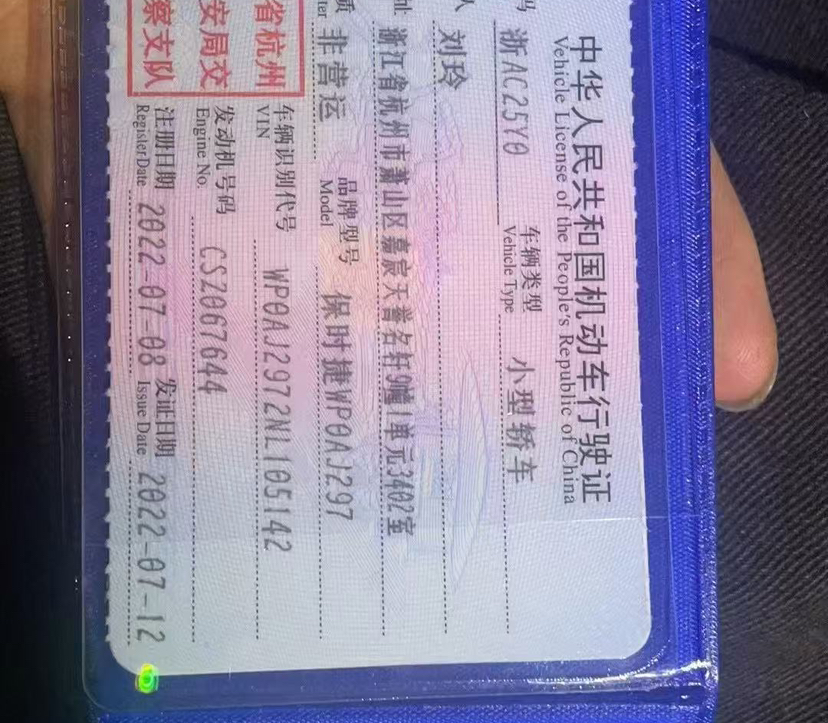 中华人民共和国机动车行驶证
Vehicle License of the People's Republic of China
浙AC25Y0 车辆类型 Vehicle Type 小型轿车
刘玲
浙江省杭州市萧山区嘉宸天誉名轩9幢1单元3402室
非营运 品牌型号 Model 保时捷WP0AJ297
省杭州
安局交
察支队
车辆识别代号 VIN WP0AJ2972NL105142
发动机号码 Engine No. CSZ067644
注册日期 Register Date 2022-07-08 发证日期 Issue Date 2022-07-12